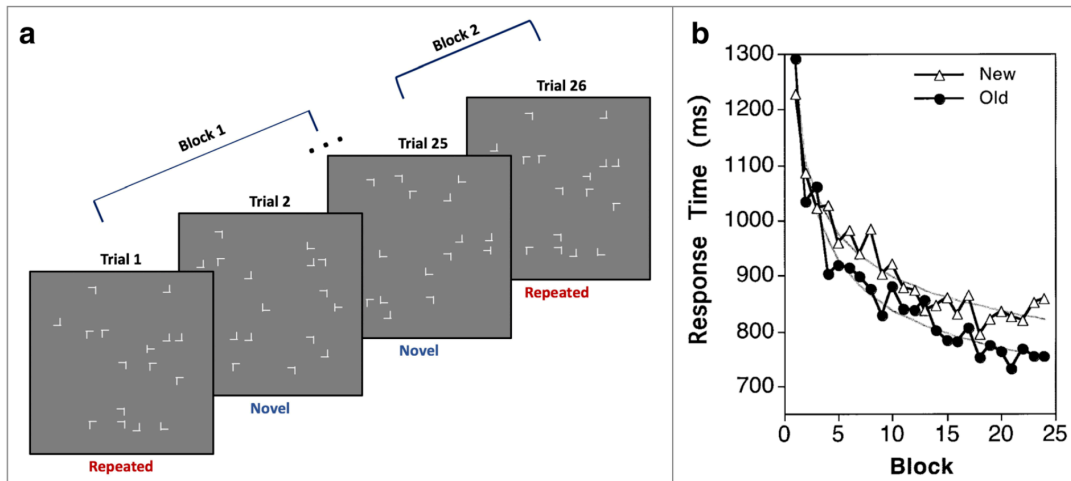 a
Block 1
Block 2
Trial 1
Trial 2
Trial 25
Trial 26
Repeated
Novel
Novel
Repeated
b
Response Time (ms)
1300
1200
1100
1000
900
800
700
New
Old
0 5 10 15 20 25
Block